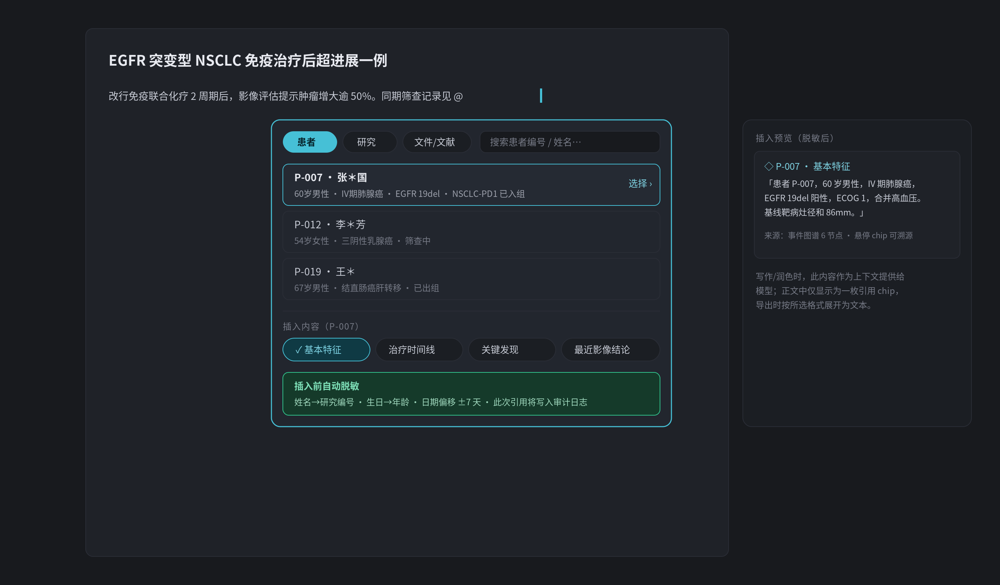 EGFR 突变型 NSCLC 免疫治疗后超进展一例
改行免疫联合化疗 2 周期后，影像评估提示肿瘤增大逾 50%。同期筛查记录见 @
患者
研究
文件/文献
搜索患者编号 / 姓名…
P-007 · 张＊国
60岁男性 · IV期肺腺癌 · EGFR 19del · NSCLC-PD1 已入组
选择 ›
P-012 · 李＊芳
54岁女性 · 三阴性乳腺癌 · 筛查中
P-019 · 王＊
67岁男性 · 结直肠癌肝转移 · 已出组
插入内容（P-007）
✓ 基本特征
治疗时间线
关键发现
最近影像结论
插入前自动脱敏
姓名→研究编号 · 生日→年龄 · 日期偏移 ±7 天 · 此次引用将写入审计日志
插入预览（脱敏后）
◇ P-007 · 基本特征
「患者 P-007，60 岁男性，IV 期肺腺癌，
EGFR 19del 阳性，ECOG 1，合并高血压。
基线靶病灶径和 86mm。」
来源：事件图谱 6 节点 · 悬停 chip 可溯源
写作/润色时，此内容作为上下文提供给
模型；正文中仅显示为一枚引用 chip，
导出时按所选格式展开为文本。